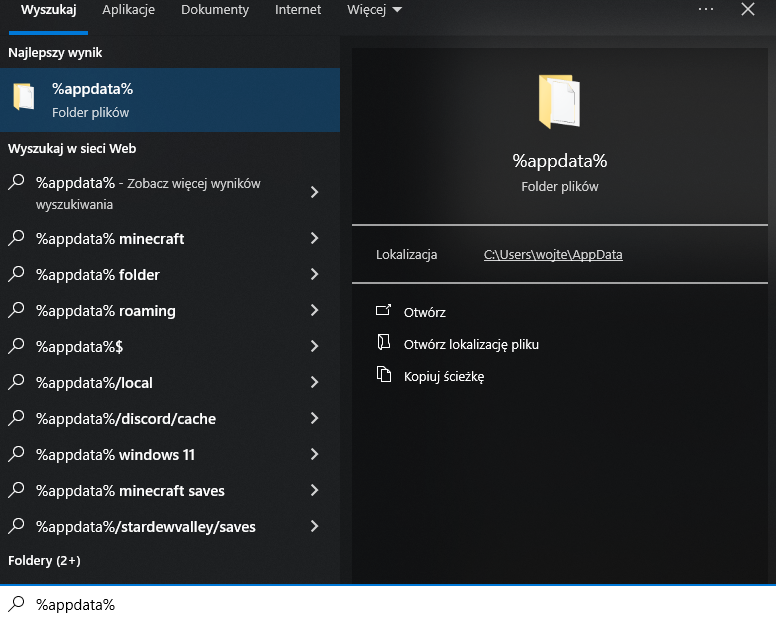 Wyszukaj Aplikacje Dokumenty Internet Więcej
Najlepszy wynik
%appdata%
Folder plików
Wyszukaj w sieci Web
%appdata% - Zobacz więcej wyników
wyszukiwania
%appdata% minecraft
%appdata% folder
%appdata% roaming
%appdata%$
%appdata%/local
%appdata%/discord/cache
%appdata% windows 11
%appdata% minecraft saves
%appdata%/stardewvalley/saves
Foldery (2+)
%appdata%
Folder plików
Lokalizacja C:\Users\wojte\AppData
Otwórz
Otwórz lokalizację pliku
Kopiuj ścieżkę
%appdata%